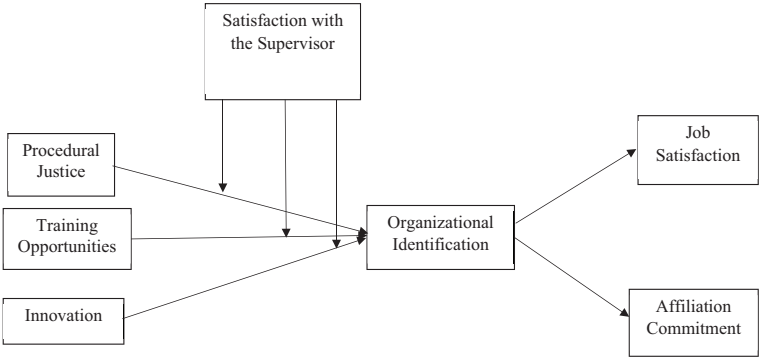 Satisfaction with
the Supervisor
Procedural
Justice
Training
Opportunities
Innovation
Organizational
Identification
Job
Satisfaction
Affiliation
Commitment